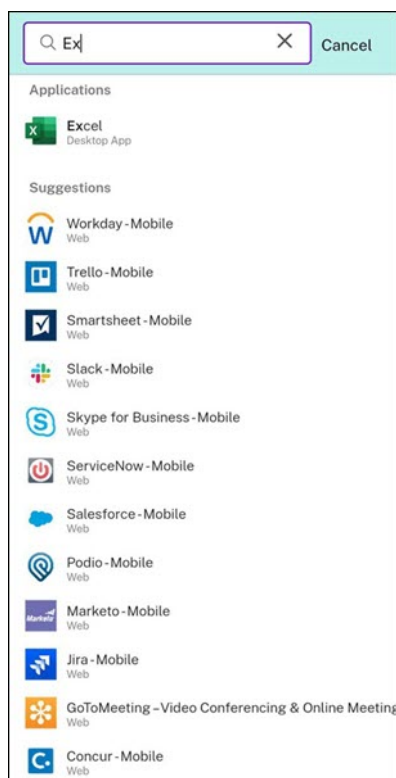 Ex
Cancel
Applications
Excel
Desktop App
Suggestions
Workday - Mobile
Web
Trello - Mobile
Web
Smartsheet - Mobile
Web
Slack - Mobile
Web
Skype for Business - Mobile
Web
ServiceNow - Mobile
Web
Salesforce - Mobile
Web
Podio - Mobile
Web
Marketo
Marketo - Mobile
Web
Jira - Mobile
Web
GoToMeeting – Video Conferencing & Online Meeting
Web
Concur - Mobile
Web